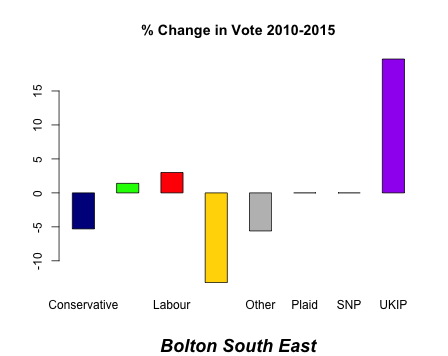 % Change in Vote 2010-2015
15
10
5
0
-5
-10
Conservative Labour Other Plaid SNP UKIP
Bolton South East